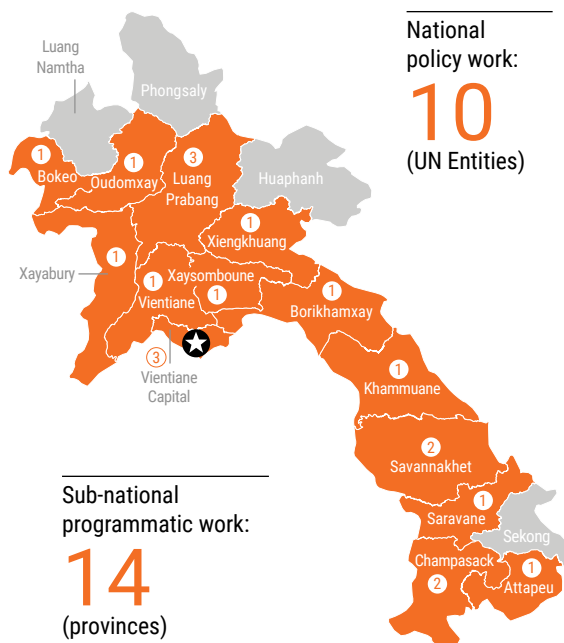 National
policy work:
10
(UN Entities)
Luang
Namtha
Phongsaly
1
Bokeo
1
Oudomxay
3
Luang
Prabang
Huaphanh
1
Xiengkhuang
Xayabury
1
1
Vientiane
Xaysomboune
1
1
Borikhamxay
3
Vientiane
Capital
1
Khammuane
2
Savannakhet
1
Saravane
Sekong
Champasack
2
1
Attapeu
Sub-national
programmatic work:
14
(provinces)